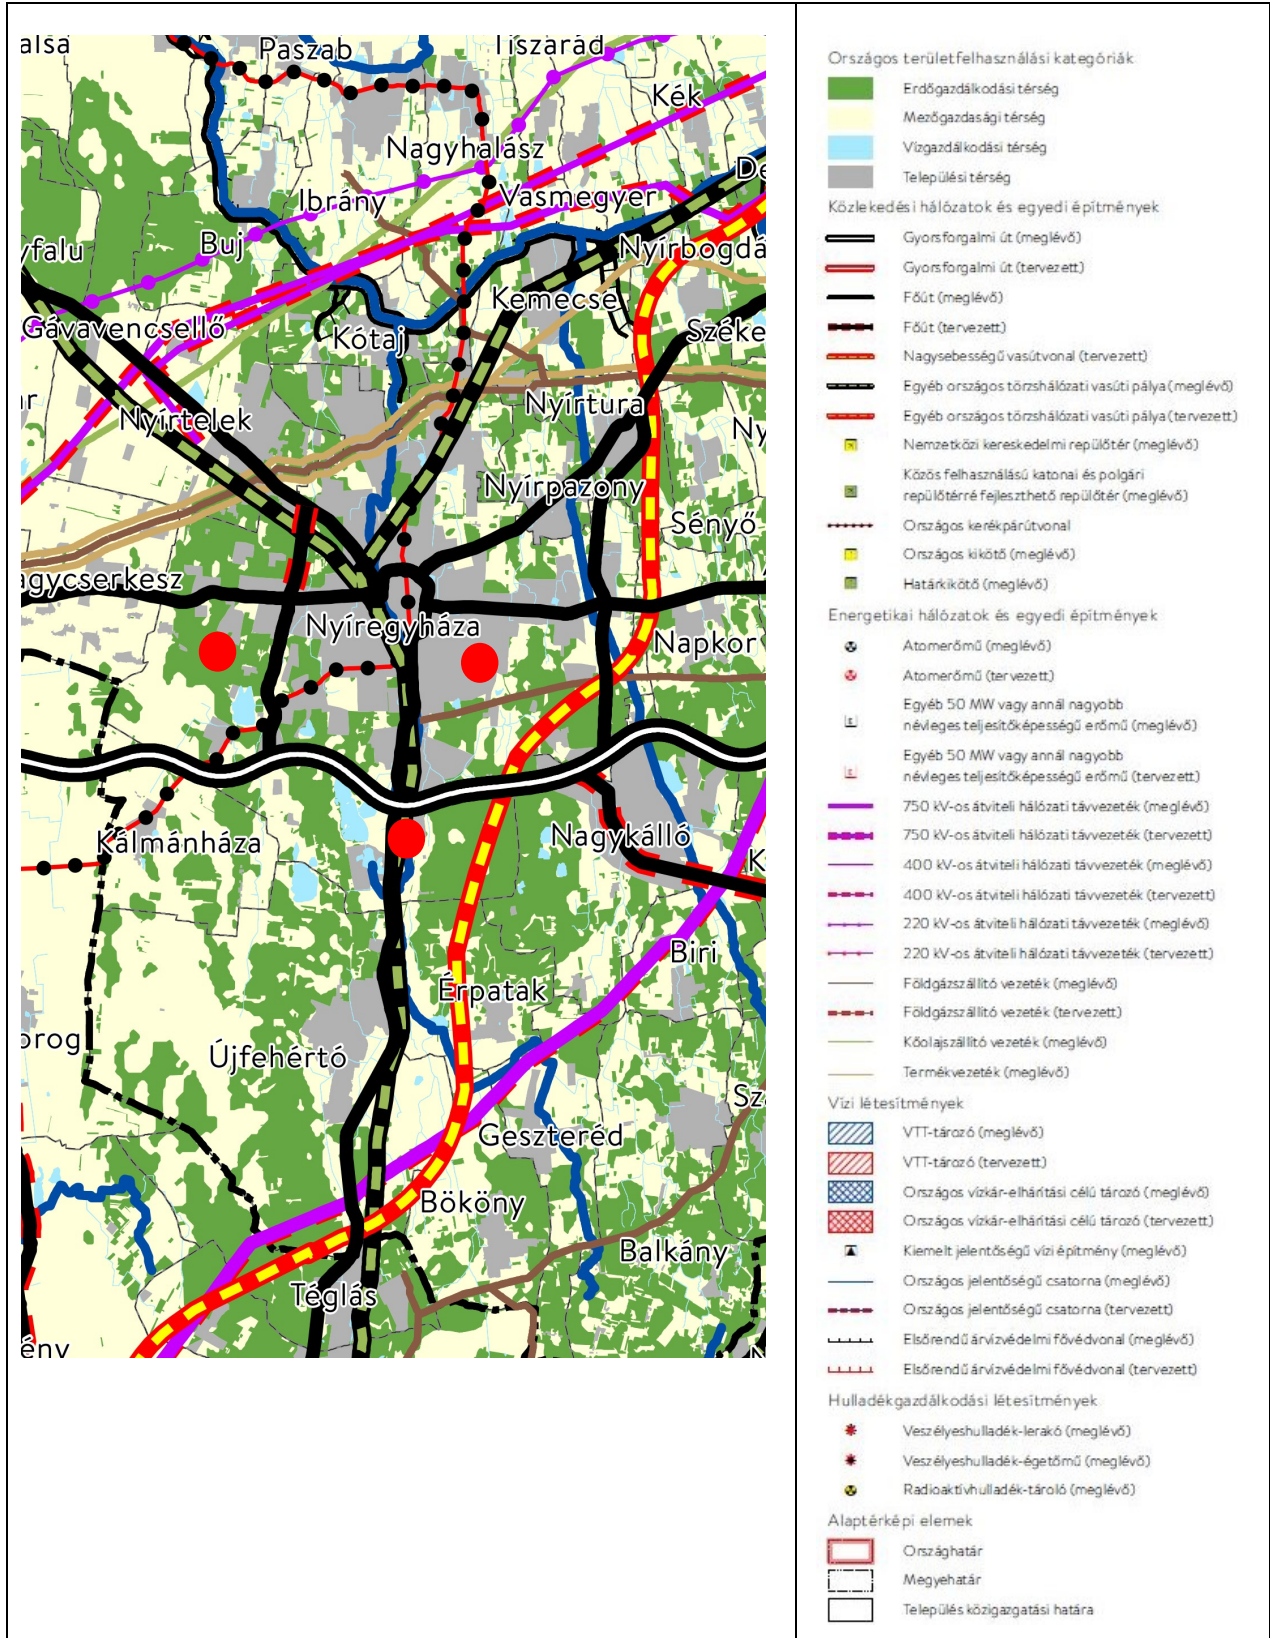 Paszab
Tiszarád
Kék
Nagyhalász
Ibrány
Vasmegyer
Buj
Nyírbogdá
Kemecse
Gávavencsellő
Kótaj
Széke
Nyírtelek
Nyírtura
Ny
Nyírpazony
Sényő
agycserkesz
Nyíregyháza
Napkor
Kálmánháza
Nagykálló
K
Biri
Érpatak
Újfehértó
Sz
Geszteréd
Bököny
Balkány
Téglás
ény
Országos területfelhasználási kategóriák
Erdőgazdálkodási térség
Mezőgazdasági térség
Vízgazdálkodási térség
Települési térség
Közlekedési hálózatok és egyedi építmények
Gyorsforgalmi út (meglévő)
Gyorsforgalmi út (tervezett)
Főút (meglévő)
Főút (tervezett)
Nagysebességű vasútvonal (tervezett)
Egyéb országos törzshálózati vasúti pálya (meglévő)
Egyéb országos törzshálózati vasúti pálya (tervezett)
Nemzetközi kereskedelmi repülőtér (meglévő)
Közös felhasználású katonai és polgári
repülőtérré fejleszthető repülőtér (meglévő)
Országos kerékpárútvonal
Országos kikötő (meglévő)
Határkikötő (meglévő)
Energetikai hálózatok és egyedi építmények
Atomerőmű (meglévő)
Atomerőmű (tervezett)
Egyéb 50 MW vagy annál nagyobb
névleges teljesítőképességű erőmű (meglévő)
Egyéb 50 MW vagy annál nagyobb
névleges teljesítőképességű erőmű (tervezett)
750 kV-os átviteli hálózati távvezeték (meglévő)
750 kV-os átviteli hálózati távvezeték (tervezett)
400 kV-os átviteli hálózati távvezeték (meglévő)
400 kV-os átviteli hálózati távvezeték (tervezett)
220 kV-os átviteli hálózati távvezeték (meglévő)
220 kV-os átviteli hálózati távvezeték (tervezett)
Földgázszállító vezeték (meglévő)
Földgázszállító vezeték (tervezett)
Kőolajszállító vezeték (meglévő)
Termékvezeték (meglévő)
Vízi létesítmények
VTT-tározó (meglévő)
VTT-tározó (tervezett)
Országos vízkár-elhárítási célú tározó (meglévő)
Országos vízkár-elhárítási célú tározó (tervezett)
Kiemelt jelentőségű vízi építmény (meglévő)
Országos jelentőségű csatorna (meglévő)
Országos jelentőségű csatorna (tervezett)
Elsőrendű árvízvédelmi fővédvonal (meglévő)
Elsőrendű árvízvédelmi fővédvonal (tervezett)
Hulladékgazdálkodási létesítmények
Veszélyeshulladék-lerakó (meglévő)
Veszélyeshulladék-égetőmű (meglévő)
Radioaktívhulladék-tároló (meglévő)
Alaptérképi elemek
Országhatár
Megyehatár
Település közigazgatási határa